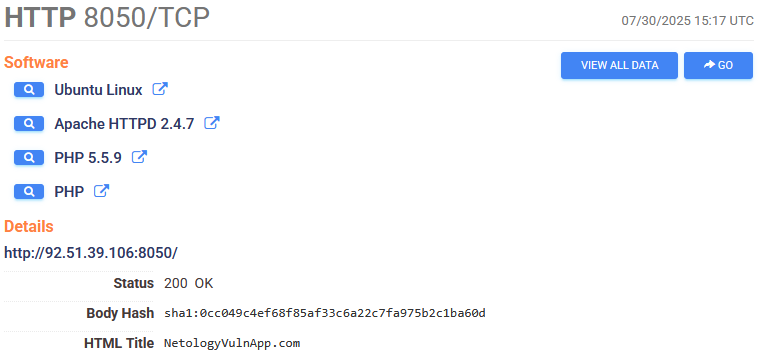 HTTP 8050/TCP
07/30/2025 15:17 UTC
Software
VIEW ALL DATA
GO
Ubuntu Linux
Apache HTTPD 2.4.7
PHP 5.5.9
PHP
Details
http://92.51.39.106:8050/
Status 200 OK
Body Hash sha1:0cc049c4ef68f85af33c6a22c7fa975b2c1ba60d
HTML Title NetologyVulnApp.com